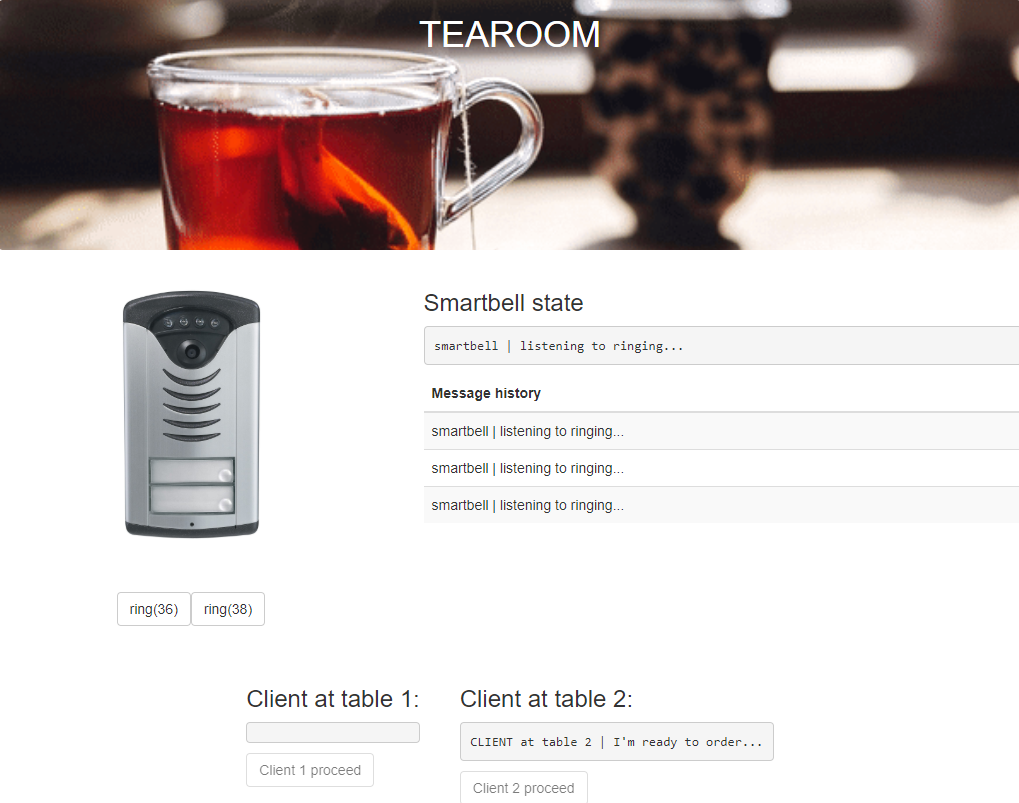 TEAROOM
Smartbell state
smartbell | listening to ringing...
Message history
smartbell | listening to ringing...
smartbell | listening to ringing...
smartbell | listening to ringing...
ring(36) ring(38)
Client at table 1:
Client 1 proceed
Client at table 2:
CLIENT at table 2 | I'm ready to order...
Client 2 proceed